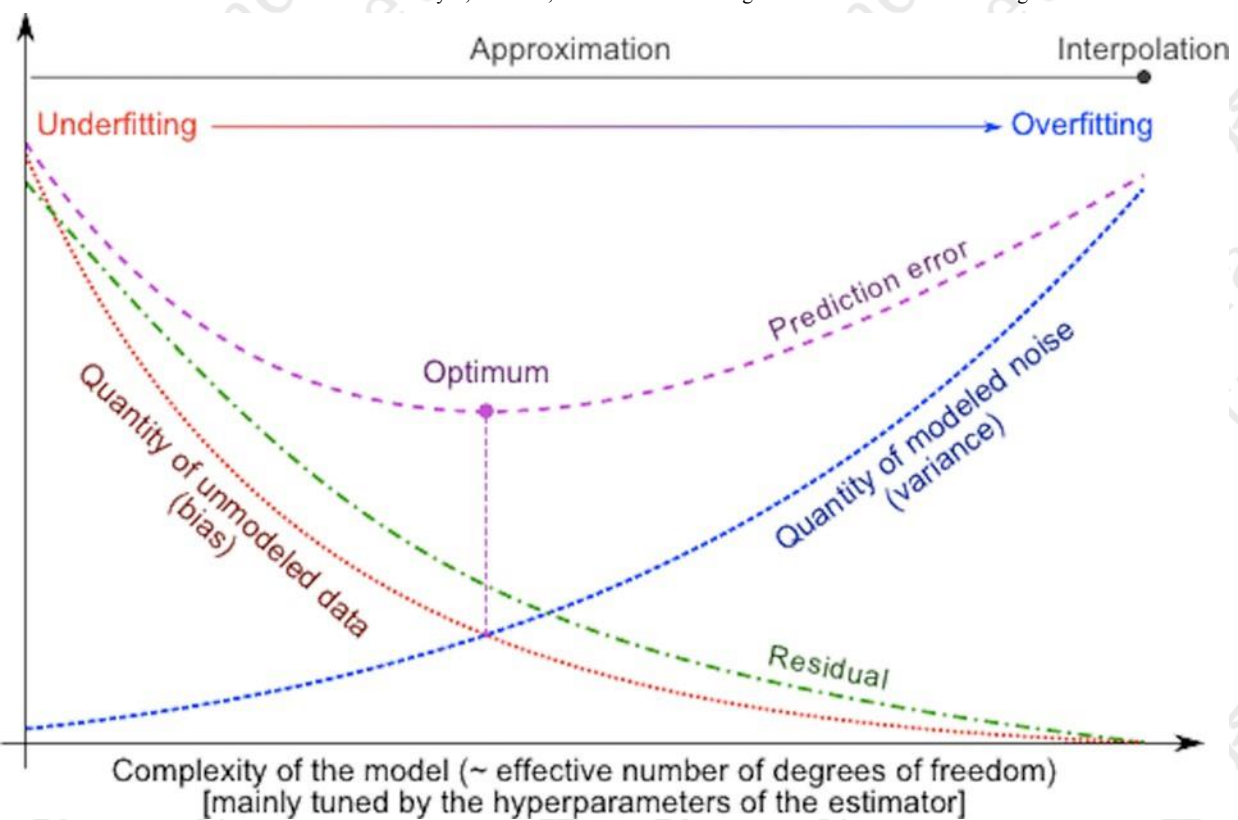 Approximation
Interpolation
Underfitting
Overfitting
Prediction error
Optimum
Quantity of unmodeled data
(bias)
Quantity of modeled noise
(variance)
Residual
Complexity of the model (~ effective number of degrees of freedom)
[mainly tuned by the hyperparameters of the estimator]